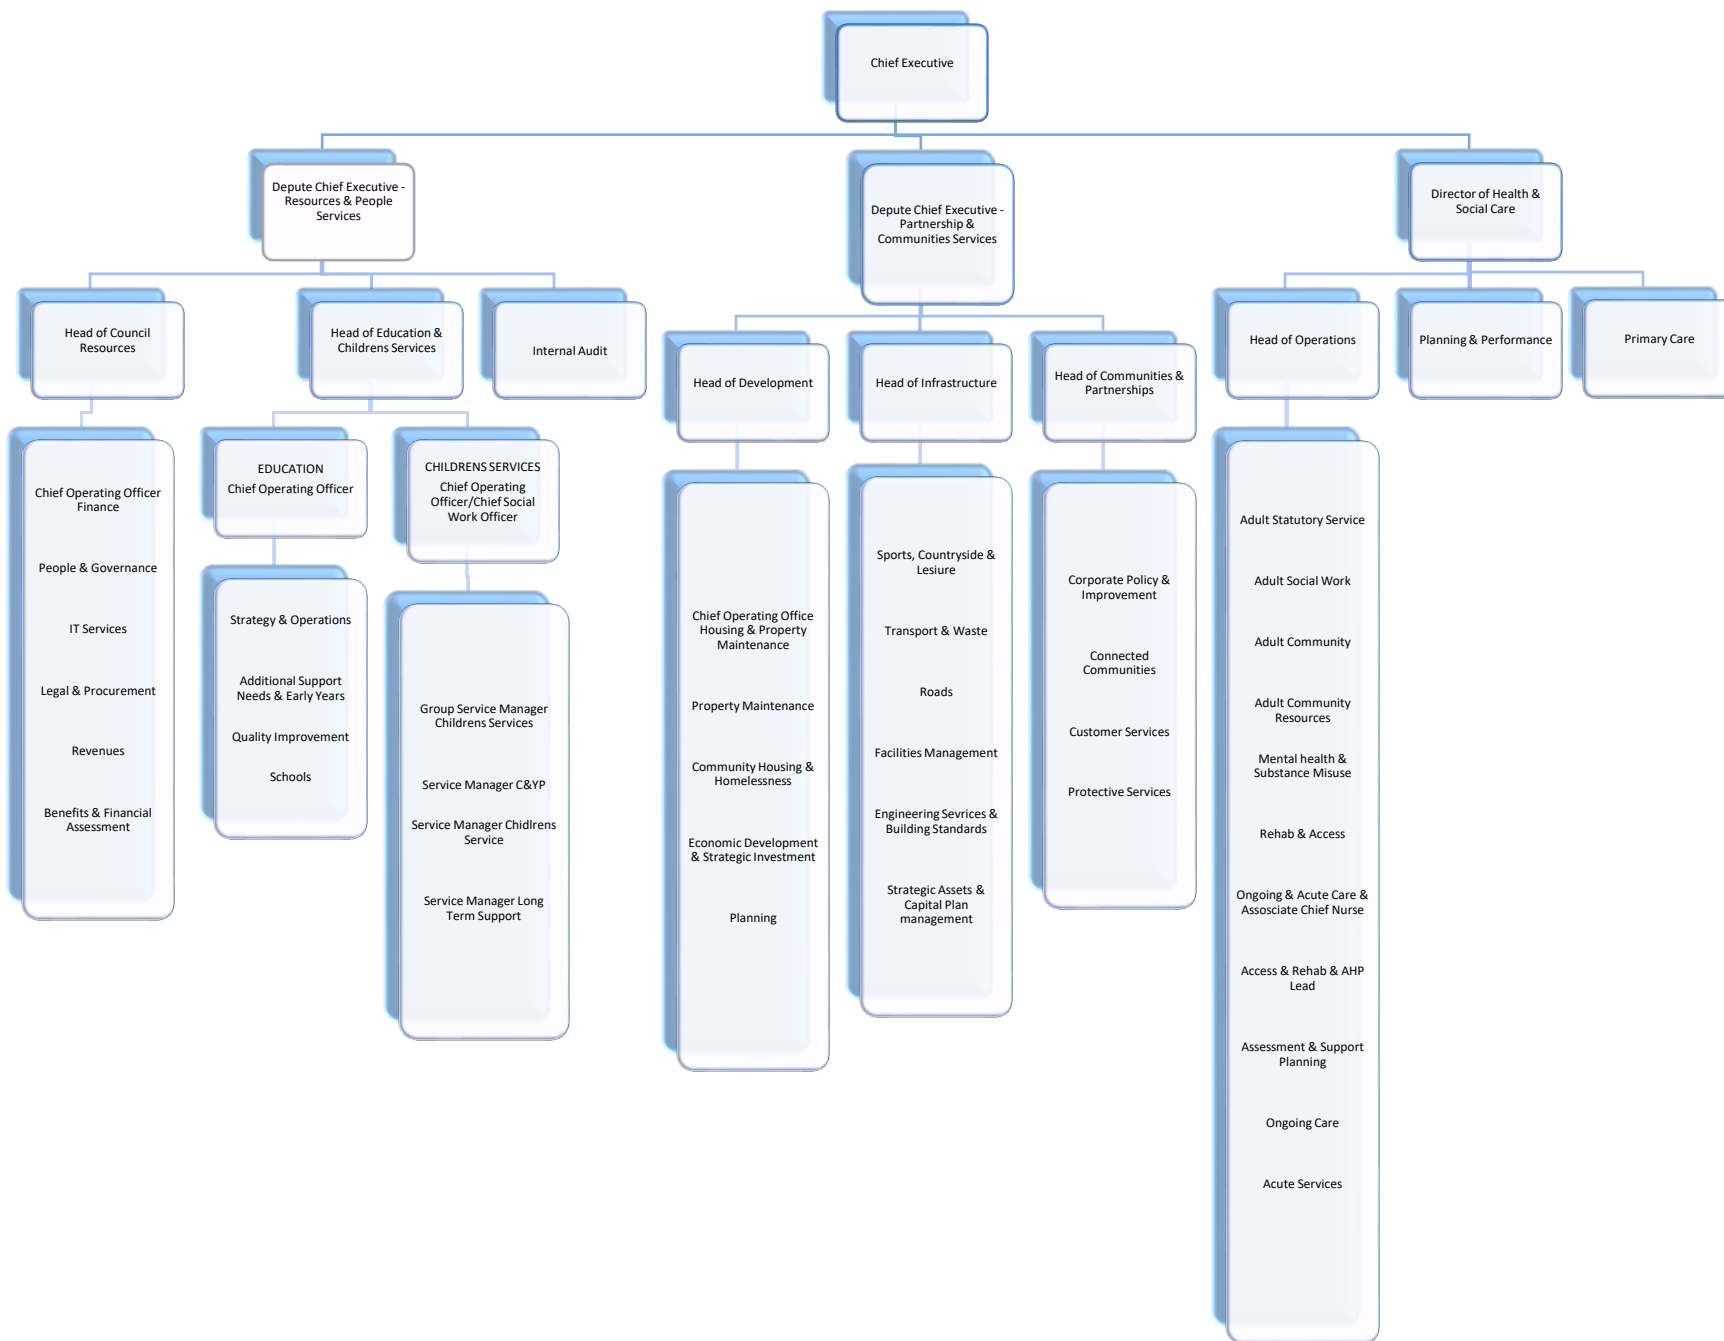 Chief Executive
Depute Chief Executive -
Resources & People
Services
Depute Chief Executive -
Partnership &
Communities Services
Director of Health &
Social Care
Head of Council
Resources
Head of Education &
Childrens Services
Internal Audit
Head of Development
Head of Infrastructure
Head of Communities &
Partnerships
Head of Operations
Planning & Performance
Primary Care
Chief Operating Officer
Finance
People & Governance
IT Services
Legal & Procurement
Revenues
Benefits & Financial
Assessment
EDUCATION
Chief Operating Officer
Strategy & Operations
Additional Support
Needs & Early Years
Quality Improvement
Schools
CHILDRENS SERVICES
Chief Operating
Officer/Chief Social
Work Officer
Group Service Manager
Childrens Services
Service Manager C&YP
Service Manager Chidlrens
Service
Service Manager Long
Term Support
Chief Operating Office
Housing & Property
Maintenance
Property Maintenance
Community Housing &
Homelessness
Economic Development
& Strategic Investment
Planning
Sports, Countryside &
Lesiure
Transport & Waste
Roads
Facilities Management
Engineering Sevrices &
Building Standards
Strategic Assets &
Capital Plan
management
Corporate Policy &
Improvement
Connected
Communities
Customer Services
Protective Services
Adult Statutory Service
Adult Social Work
Adult Community
Adult Community
Resources
Mental health &
Substance Misuse
Rehab & Access
Ongoing & Acute Care &
Assosciate Chief Nurse
Access & Rehab & AHP
Lead
Assessment & Support
Planning
Ongoing Care
Acute Services